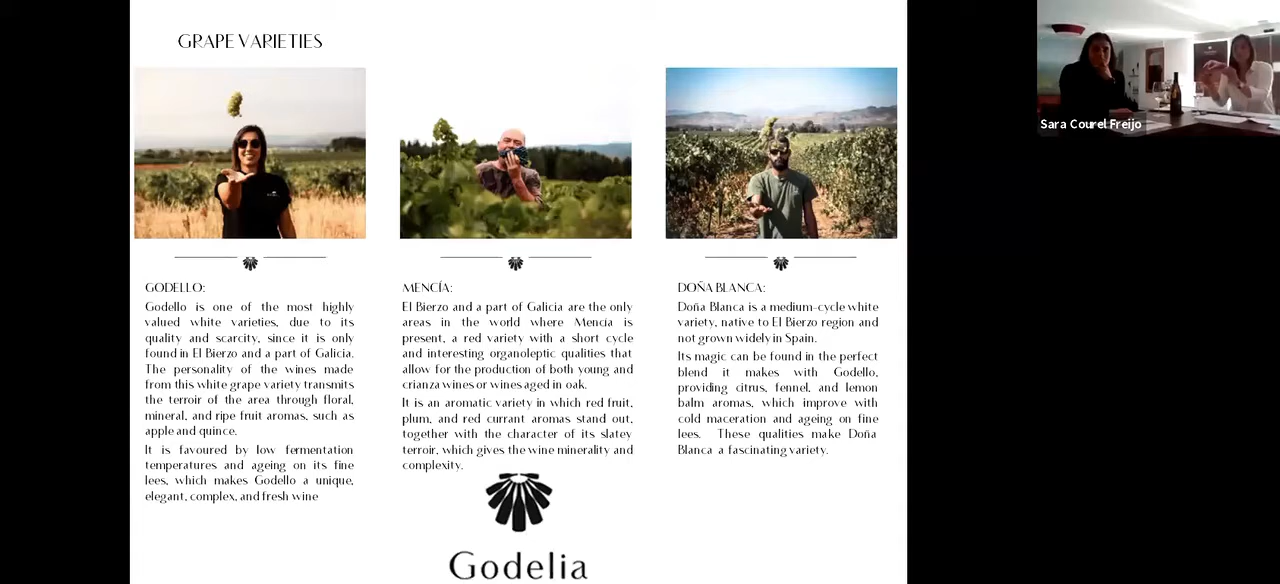 GRAPE VARIETIES
Sara Courel Freijo
GODELLO:
Godello is one of the most highly
valued white varieties, due to its
quality and scarcity, since it is only
found in El Bierzo and a part of Galicia.
The personality of the wines made
from this white grape variety transmits
the terroir of the area through floral,
mineral, and ripe fruit aromas, such as
apple and quince.
It is favoured by low fermentation
temperatures and ageing on its fine
lees, which makes Godello a unique,
elegant, complex, and fresh wine
MENCÍA:
El Bierzo and a part of Galicia are the only
areas in the world where Mencía is
present, a red variety with a short cycle
and interesting organoleptic qualities that
allow for the production of both young and
crianza wines or wines aged in oak.
It is an aromatic variety in which red fruit,
plum, and red currant aromas stand out,
together with the character of its slatey
terroir, which gives the wine minerality and
complexity.
DOÑA BLANCA:
Doña Blanca is a medium-cycle white
variety, native to El Bierzo region and
not grown widely in Spain.
Its magic can be found in the perfect
blend it makes with Godello,
providing citrus, fennel, and lemon
balm aromas, which improve with
cold maceration and ageing on fine
lees. These qualities make Doña
Blanca a fascinating variety.
Godelia